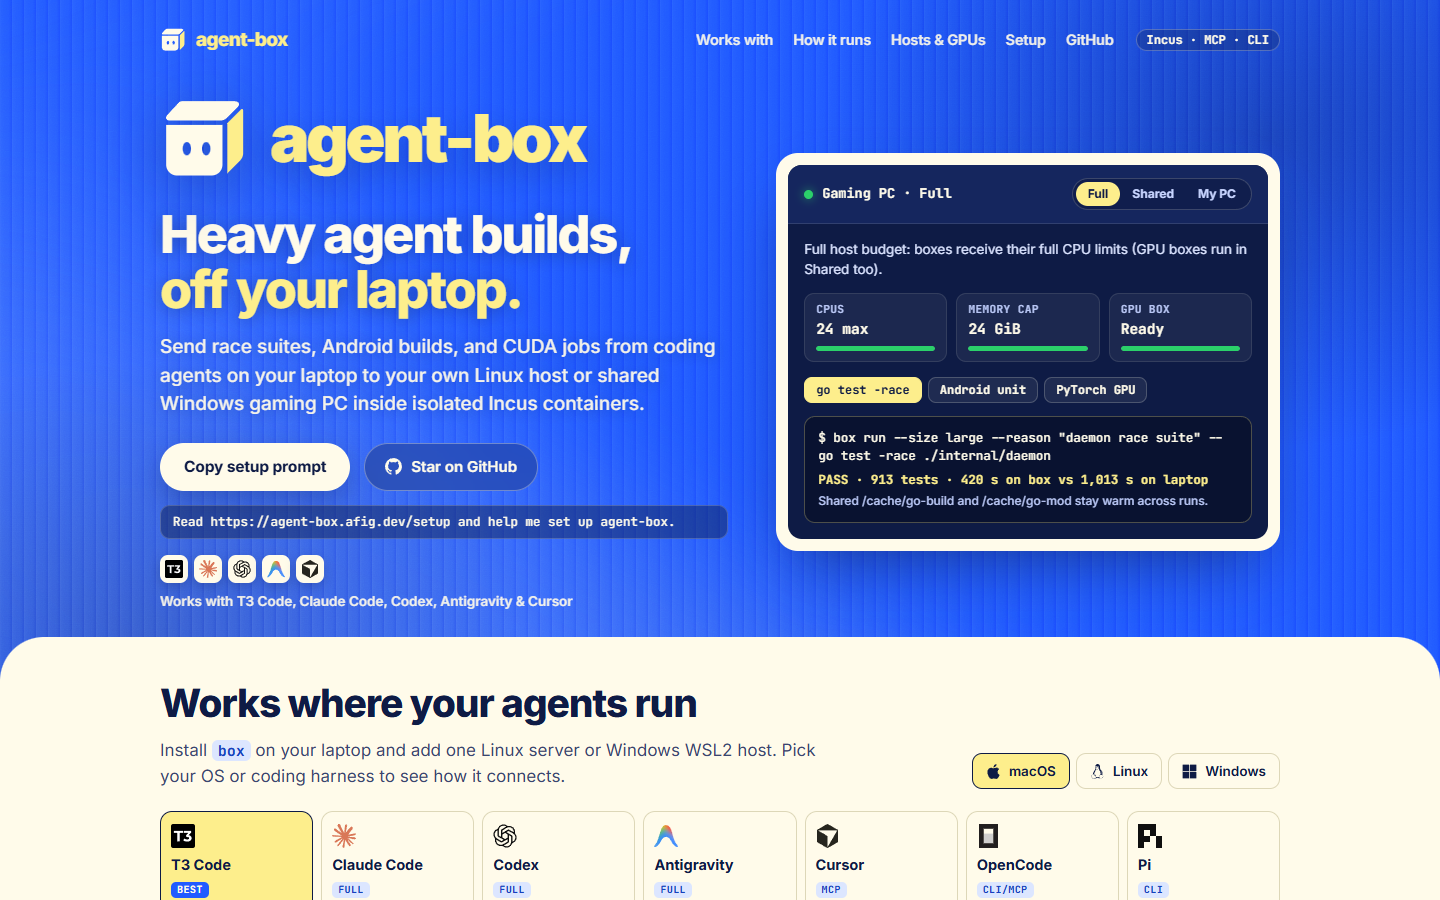 agent-box
Works with
How it runs
Hosts & GPUs
Setup
GitHub
Incus · MCP · CLI
agent-box
Heavy agent builds,
off your laptop.
Send race suites, Android builds, and CUDA jobs from coding
agents on your laptop to your own Linux host or shared
Windows gaming PC inside isolated Incus containers.
Copy setup prompt
Star on GitHub
Read https://agent-box.afig.dev/setup and help me set up agent-box.
T3
Works with T3 Code, Claude Code, Codex, Antigravity & Cursor
Gaming PC · Full
Full
Shared
My PC
Full host budget: boxes receive their full CPU limits (GPU boxes run in
Shared too).
CPUS
24 max
MEMORY CAP
24 GiB
GPU BOX
Ready
go test -race
Android unit
PyTorch GPU
$ box run --size large --reason "daemon race suite" --
go test -race ./internal/daemon
PASS · 913 tests · 420 s on box vs 1,013 s on laptop
Shared /cache/go-build and /cache/go-mod stay warm across runs.
Works where your agents run
Install box on your laptop and add one Linux server or Windows WSL2 host. Pick
your OS or coding harness to see how it connects.
macOS
Linux
Windows
T3
T3 Code
BEST
Claude Code
FULL
Codex
FULL
Antigravity
FULL
Cursor
MCP
OpenCode
CLI/MCP
Pi
CLI